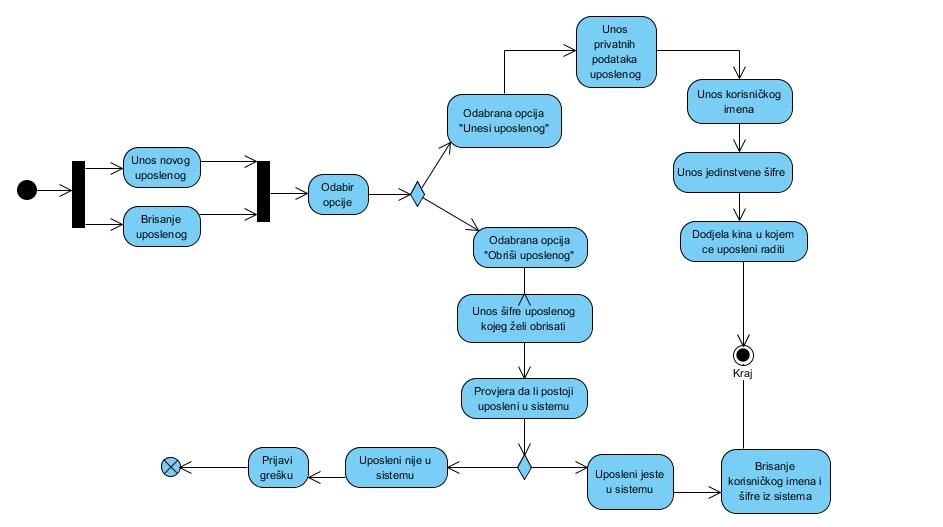 Unos
privatnih
podataka
uposlenog
Unos korisničkog
imena
Odabrana opcija
"Unesi uposlenog"
Unos novog
uposlenog
Unos jedinstvene šifre
Odabir
opcije
Brisanje
uposlenog
Odabrana opcija
"Obriši uposlenog"
Dodjela kina u kojem
ce uposleni raditi
Unos šifre uposlenog
kojeg želi obrisati
Kraj
Provjera da li postoji
uposleni u sistemu
Prijavi
grešku
Uposleni nije u
sistemu
Uposleni jeste
u sistemu
Brisanje
korisničkog imena i
šifre iz sistema